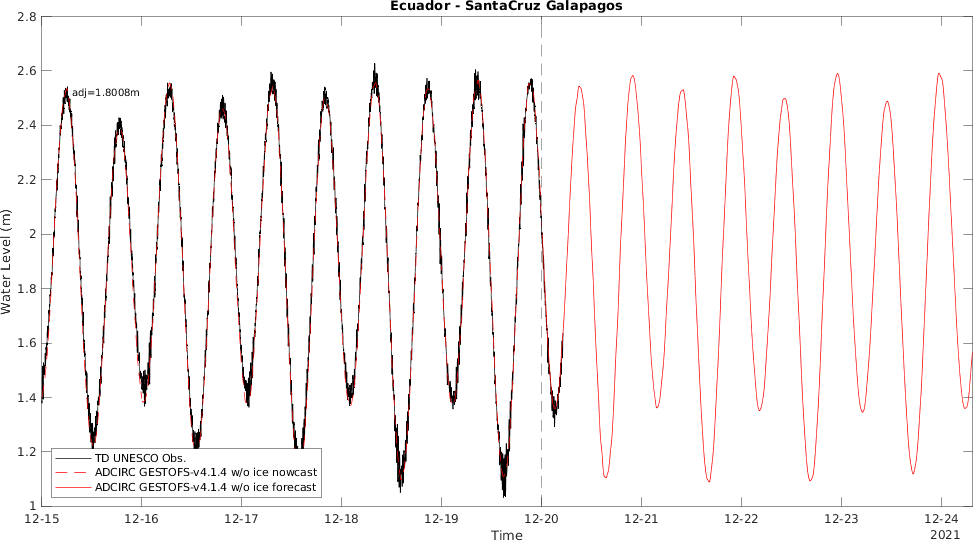 Ecuador - SantaCruz Galapagos
2.8
2.6
2.4
2.2
2
1.8
1.6
1.4
1.2
1
Water Level (m)
adj=1.8008m
TD UNESCO Obs.
ADCIRC GESTOFS-v4.1.4 w/o ice nowcast
ADCIRC GESTOFS-v4.1.4 w/o ice forecast
12-15 12-16 12-17 12-18 12-19 12-20 12-21 12-22 12-23 12-24
Time
2021